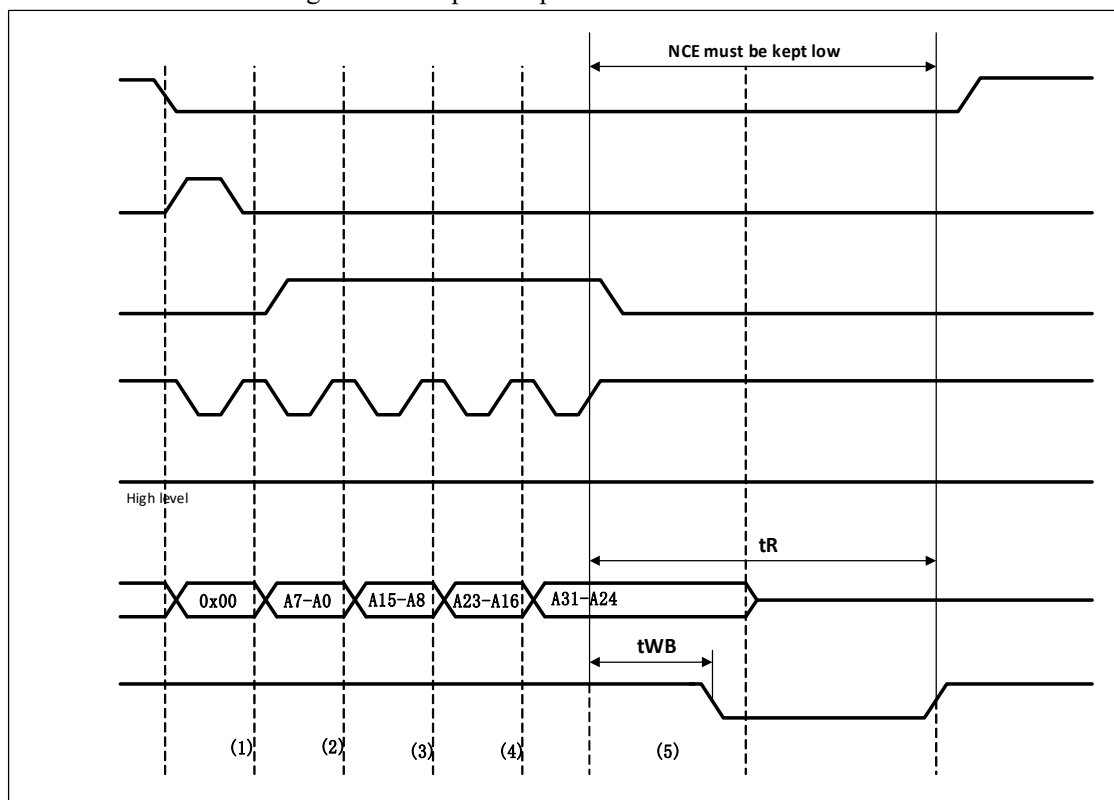 NCE must be kept low
High level
tR
0x00 A7-A0 A15-A8 A23-A16 A31-A24
tWB
(1) (2) (3) (4) (5)